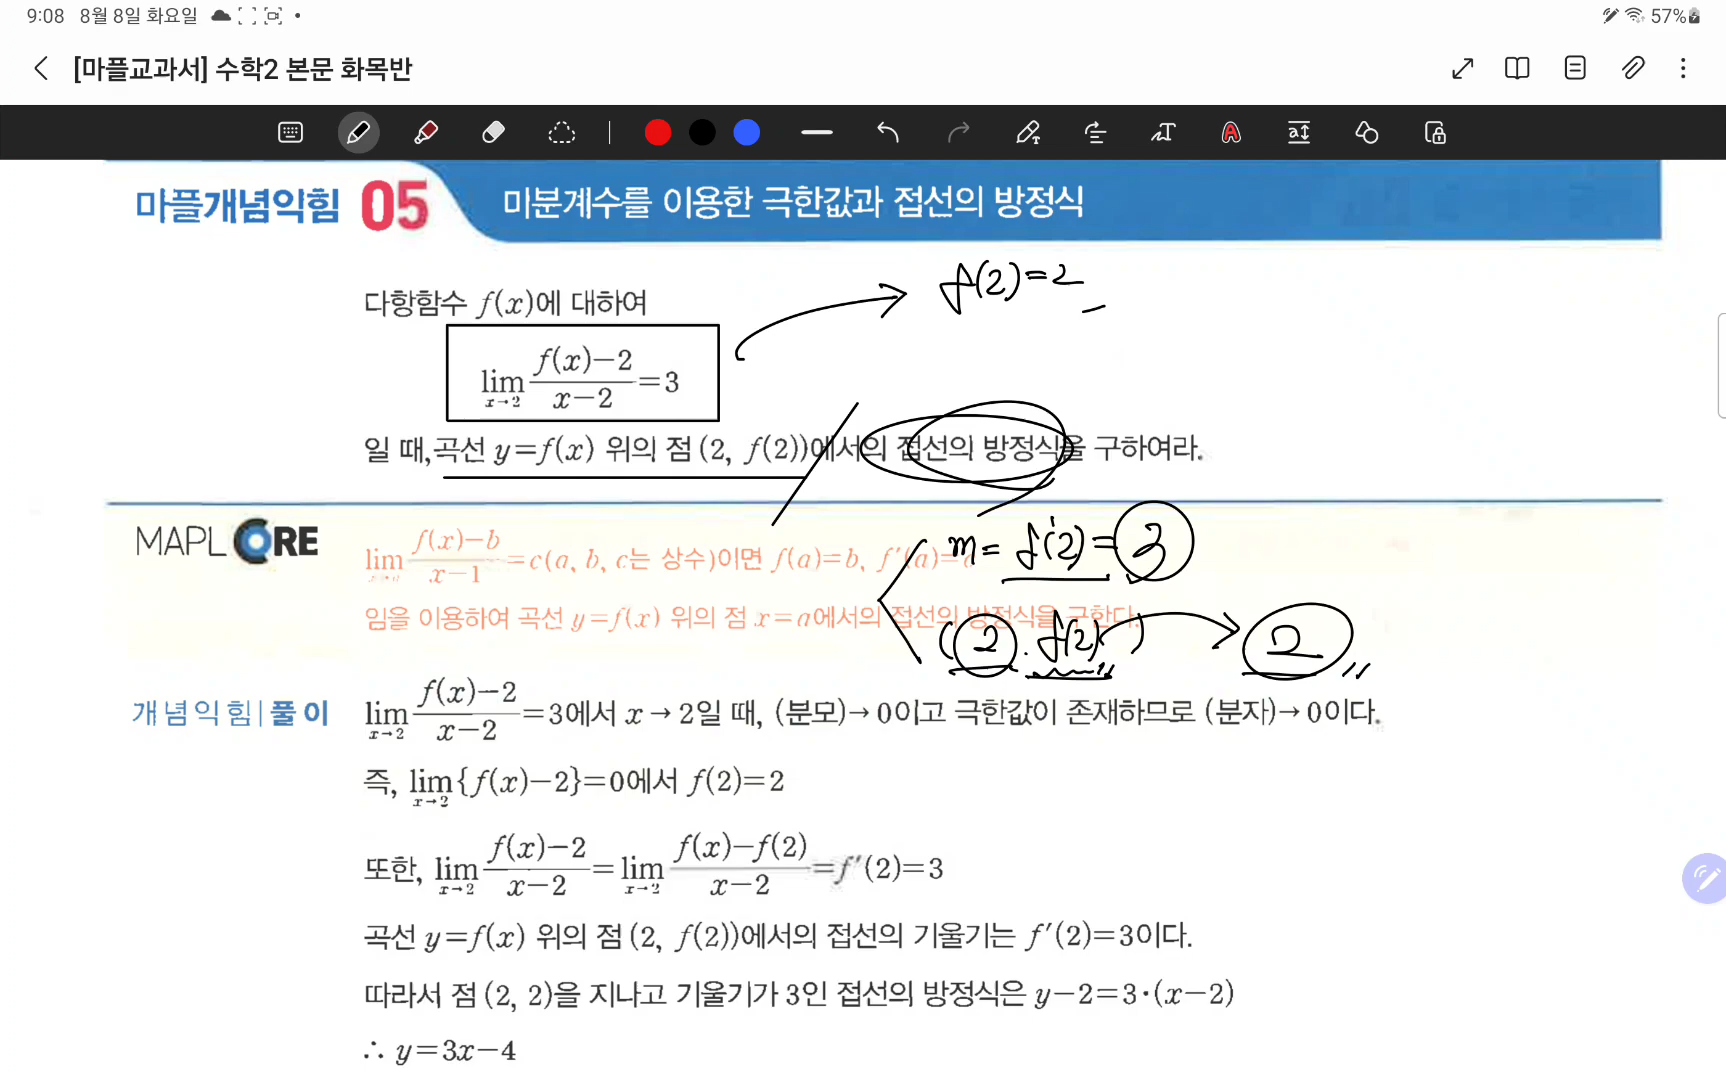 9:08 8월 8일 화요일
57%
[마플교과서] 수학2 본문 화목반
마플개념익힘 05 미분계수를 이용한 극한값과 접선의 방정식
다항함수 f(x)에 대하여
f(2)=2
lim x→2 (f(x)−2)/(x−2) = 3
일 때, 곡선 y=f(x) 위의 점 (2, f(2))에서의 접선의 방정식을 구하여라.
MAPL CORE
lim x→a (f(x)−b)/(x−1) = c(a, b, c는 상수)이면 f(a)=b, f′(a)=c
m = f′(2) = 3
임을 이용하여 곡선 y=f(x) 위의 점 x=a에서의 접선의 방정식을 구한다.
(2, f(2)) → 2
개념익힘|풀이 lim x→2 (f(x)−2)/(x−2) = 3에서 x→2일 때, (분모)→0이고 극한값이 존재하므로 (분자)→0이다.
즉, lim x→2 {f(x)−2}=0에서 f(2)=2
또한, lim x→2 (f(x)−2)/(x−2) = lim x→2 (f(x)−f(2))/(x−2) = f′(2)=3
곡선 y=f(x) 위의 점 (2, f(2))에서의 접선의 기울기는 f′(2)=3이다.
따라서 점 (2, 2)을 지나고 기울기가 3인 접선의 방정식은 y−2=3·(x−2)
∴ y=3x−4